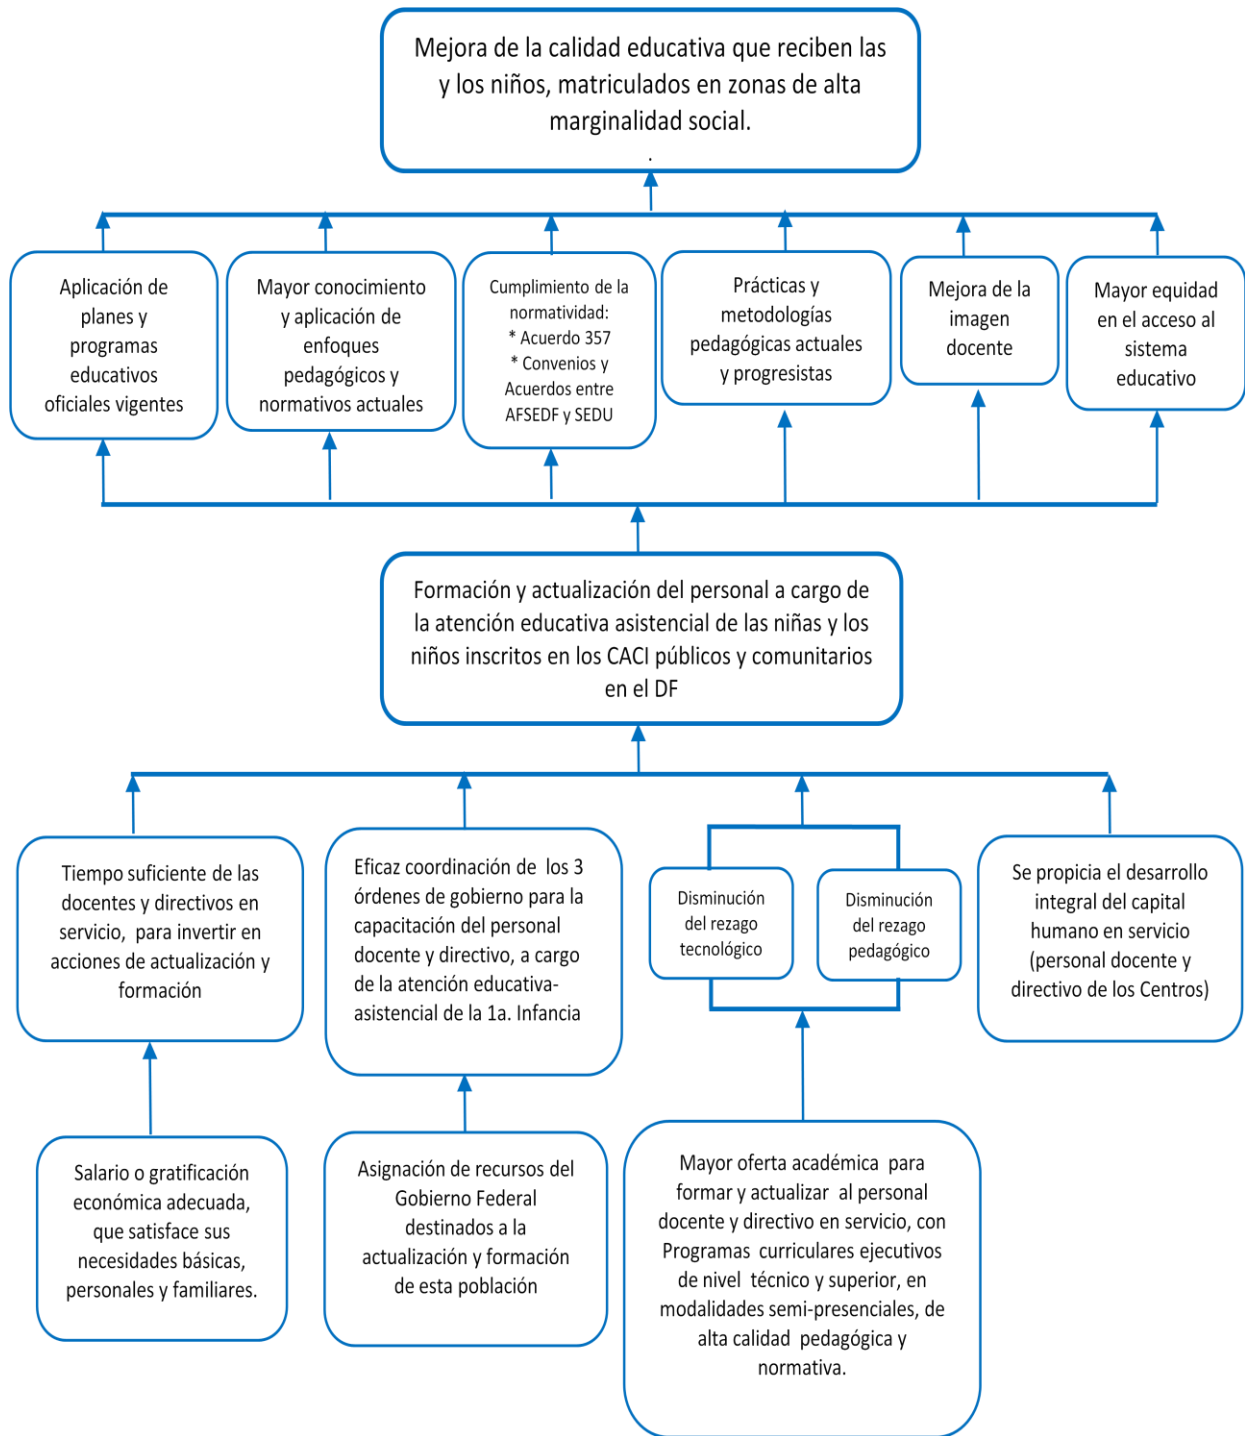 Mejora de la calidad educativa que reciben las
y los niños, matriculados en zonas de alta
marginalidad social.
.
Aplicación de
planes y
programas
educativos
oficiales vigentes
Mayor conocimiento
y aplicación de
enfoques
pedagógicos y
normativos actuales
Cumplimiento de la
normatividad:
* Acuerdo 357
* Convenios y
Acuerdos entre
AFSEDF y SEDU
Prácticas y
metodologías
pedagógicas actuales
y progresistas
Mejora de la
imagen
docente
Mayor equidad
en el acceso al
sistema
educativo
Formación y actualización del personal a cargo de
la atención educativa asistencial de las niñas y los
niños inscritos en los CACI públicos y comunitarios
en el DF
Tiempo suficiente de las
docentes y directivos en
servicio, para invertir en
acciones de actualización y
formación
Eficaz coordinación de los 3
órdenes de gobierno para la
capacitación del personal
docente y directivo, a cargo
de la atención educativa-
asistencial de la 1a. Infancia
Disminución
del rezago
tecnológico
Disminución
del rezago
pedagógico
Se propicia el desarrollo
integral del capital
humano en servicio
(personal docente y
directivo de los Centros)
Salario o gratificación
económica adecuada,
que satisface sus
necesidades básicas,
personales y familiares.
Asignación de recursos del
Gobierno Federal
destinados a la
actualización y formación
de esta población
Mayor oferta académica para
formar y actualizar al personal
docente y directivo en servicio, con
Programas curriculares ejecutivos
de nivel técnico y superior, en
modalidades semi-presenciales, de
alta calidad pedagógica y
normativa.